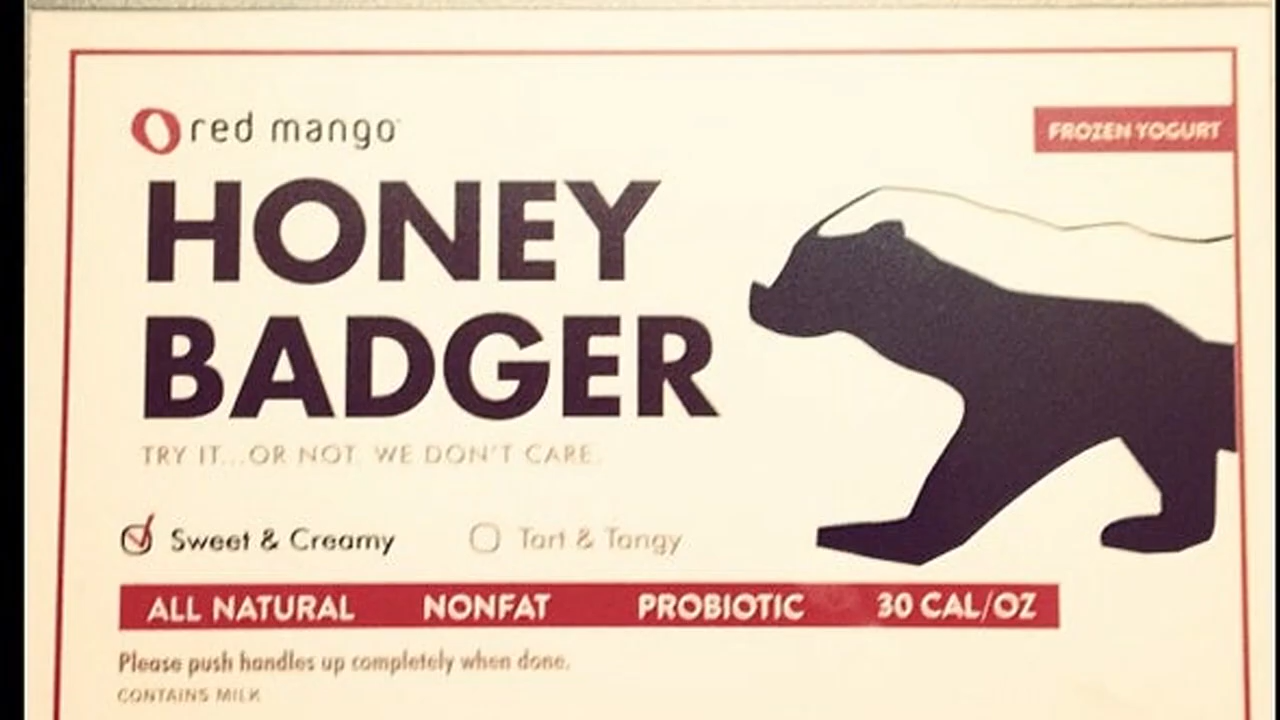 red mango
FROZEN YOGURT
HONEY
BADGER
TRY IT...OR NOT. WE DON'T CARE.
Sweet & Creamy Tart & Tangy
ALL NATURAL NONFAT PROBIOTIC 30 CAL/OZ
Please push handles up completely when done.
CONTAINS MILK